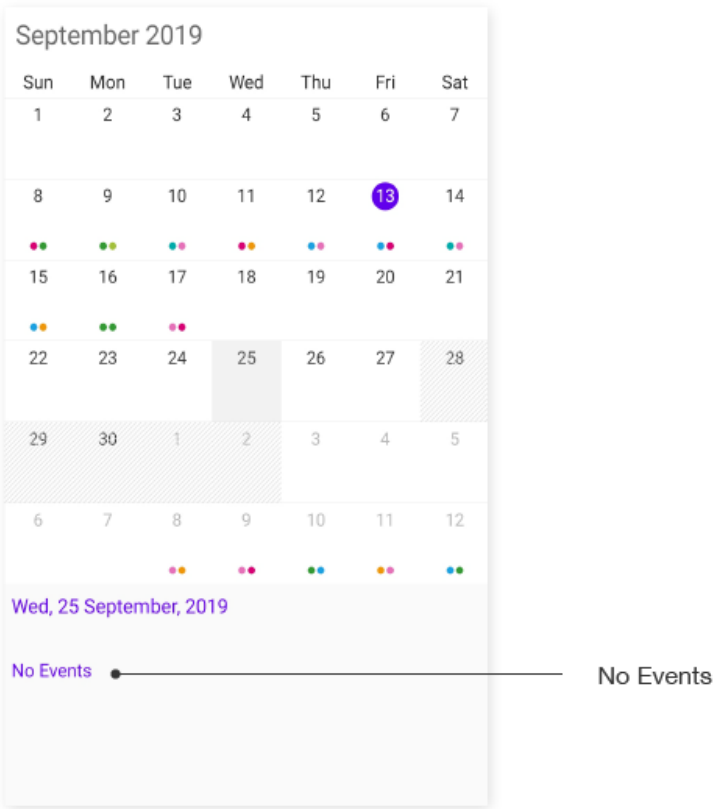 September 2019
Sun Mon Tue Wed Thu Fri Sat
1 2 3 4 5 6 7
8 9 10 11 12 13 14
15 16 17 18 19 20 21
22 23 24 25 26 27 28
29 30 1 2 3 4 5
6 7 8 9 10 11 12
Wed, 25 September, 2019
No Events No Events